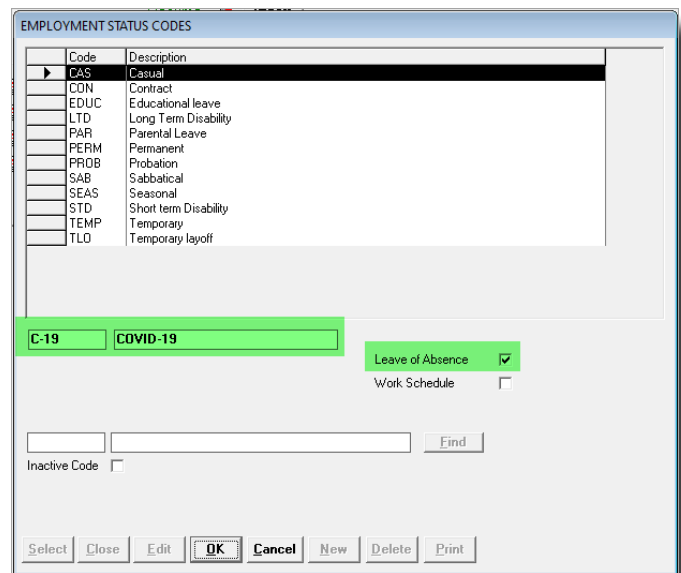 EMPLOYMENT STATUS CODES
Code Description
CAS Casual
CON Contract
EDUC Educational leave
LTD Long Term Disability
PAR Parental Leave
PERM Permanent
PROB Probation
SAB Sabbatical
SEAS Seasonal
STD Short term Disability
TEMP Temporary
TLO Temporary layoff
C-19 COVID-19
Leave of Absence
Work Schedule
Find
Inactive Code
Select Close Edit OK Cancel New Delete Print